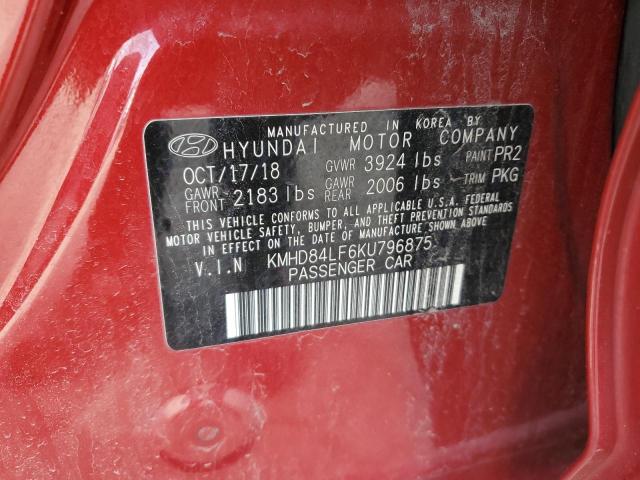 MANUFACTURED IN KOREA BY
HYUNDAI MOTOR COMPANY
OCT/17/18 GVWR 3924 lbs PAINT PR2
GAWR FRONT 2183 lbs GAWR REAR 2006 lbs TRIM PKG
THIS VEHICLE CONFORMS TO ALL APPLICABLE U.S.A. FEDERAL
MOTOR VEHICLE SAFETY, BUMPER, AND THEFT PREVENTION STANDARDS
IN EFFECT ON THE DATE OF MANUFACTURE SHOWN ABOVE
V.I.N KMHD84LF6KU796875
PASSENGER CAR